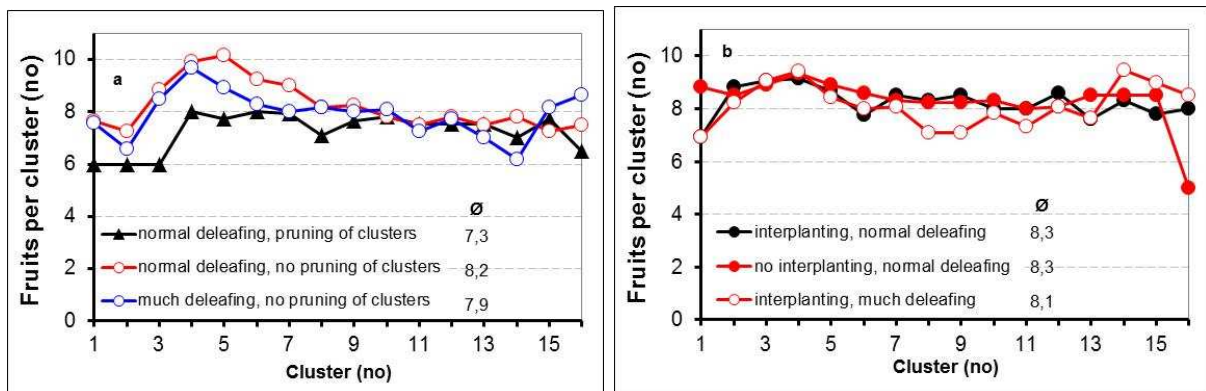 a
Fruits per cluster (no)
10
8
6
4
2
0
Ø
normal deleafing, pruning of clusters 7,3
normal deleafing, no pruning of clusters 8,2
much deleafing, no pruning of clusters 7,9
1 3 5 7 9 11 13 15
Cluster (no)
b
Fruits per cluster (no)
10
8
6
4
2
0
Ø
interplanting, normal deleafing 8,3
no interplanting, normal deleafing 8,3
interplanting, much deleafing 8,1
1 3 5 7 9 11 13 15
Cluster (no)